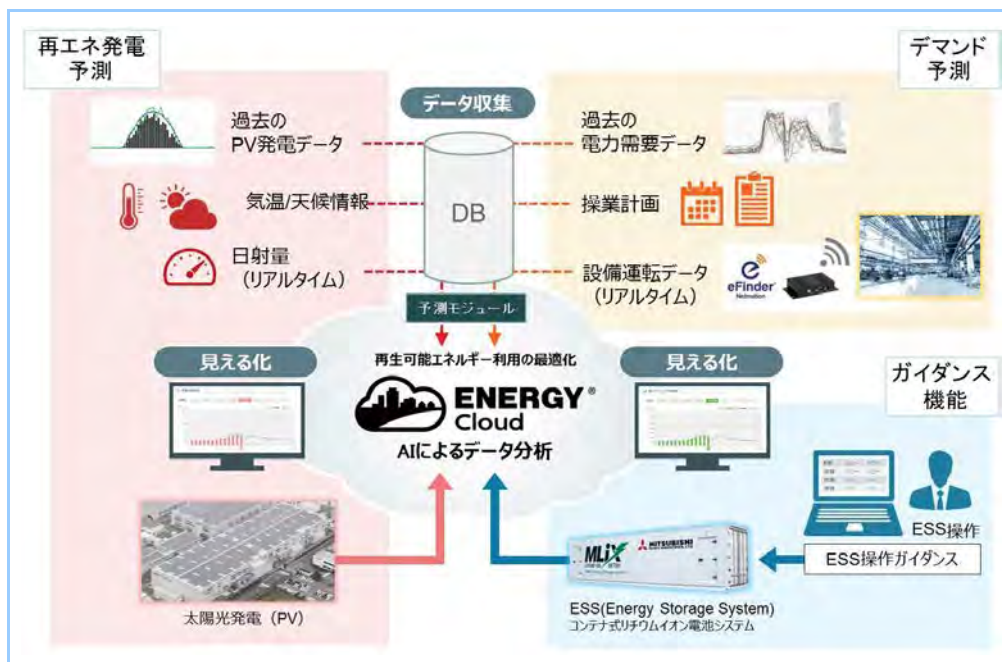 再エネ発電
予測
デマンド
予測
データ収集
過去の
PV発電データ
過去の
電力需要データ
DB
気温/天候情報
操業計画
日射量
(リアルタイム)
設備運転データ
(リアルタイム)
eFinder
予測モジュール
再生可能エネルギー利用の最適化
見える化
見える化
ガイダンス
機能
ENERGY®
Cloud
AIによるデータ分析
ESS操作
ESS操作ガイダンス
MLiX
MITSUBISHI
太陽光発電（PV）
ESS(Energy Storage System)
コンテナ式リチウムイオン電池システム